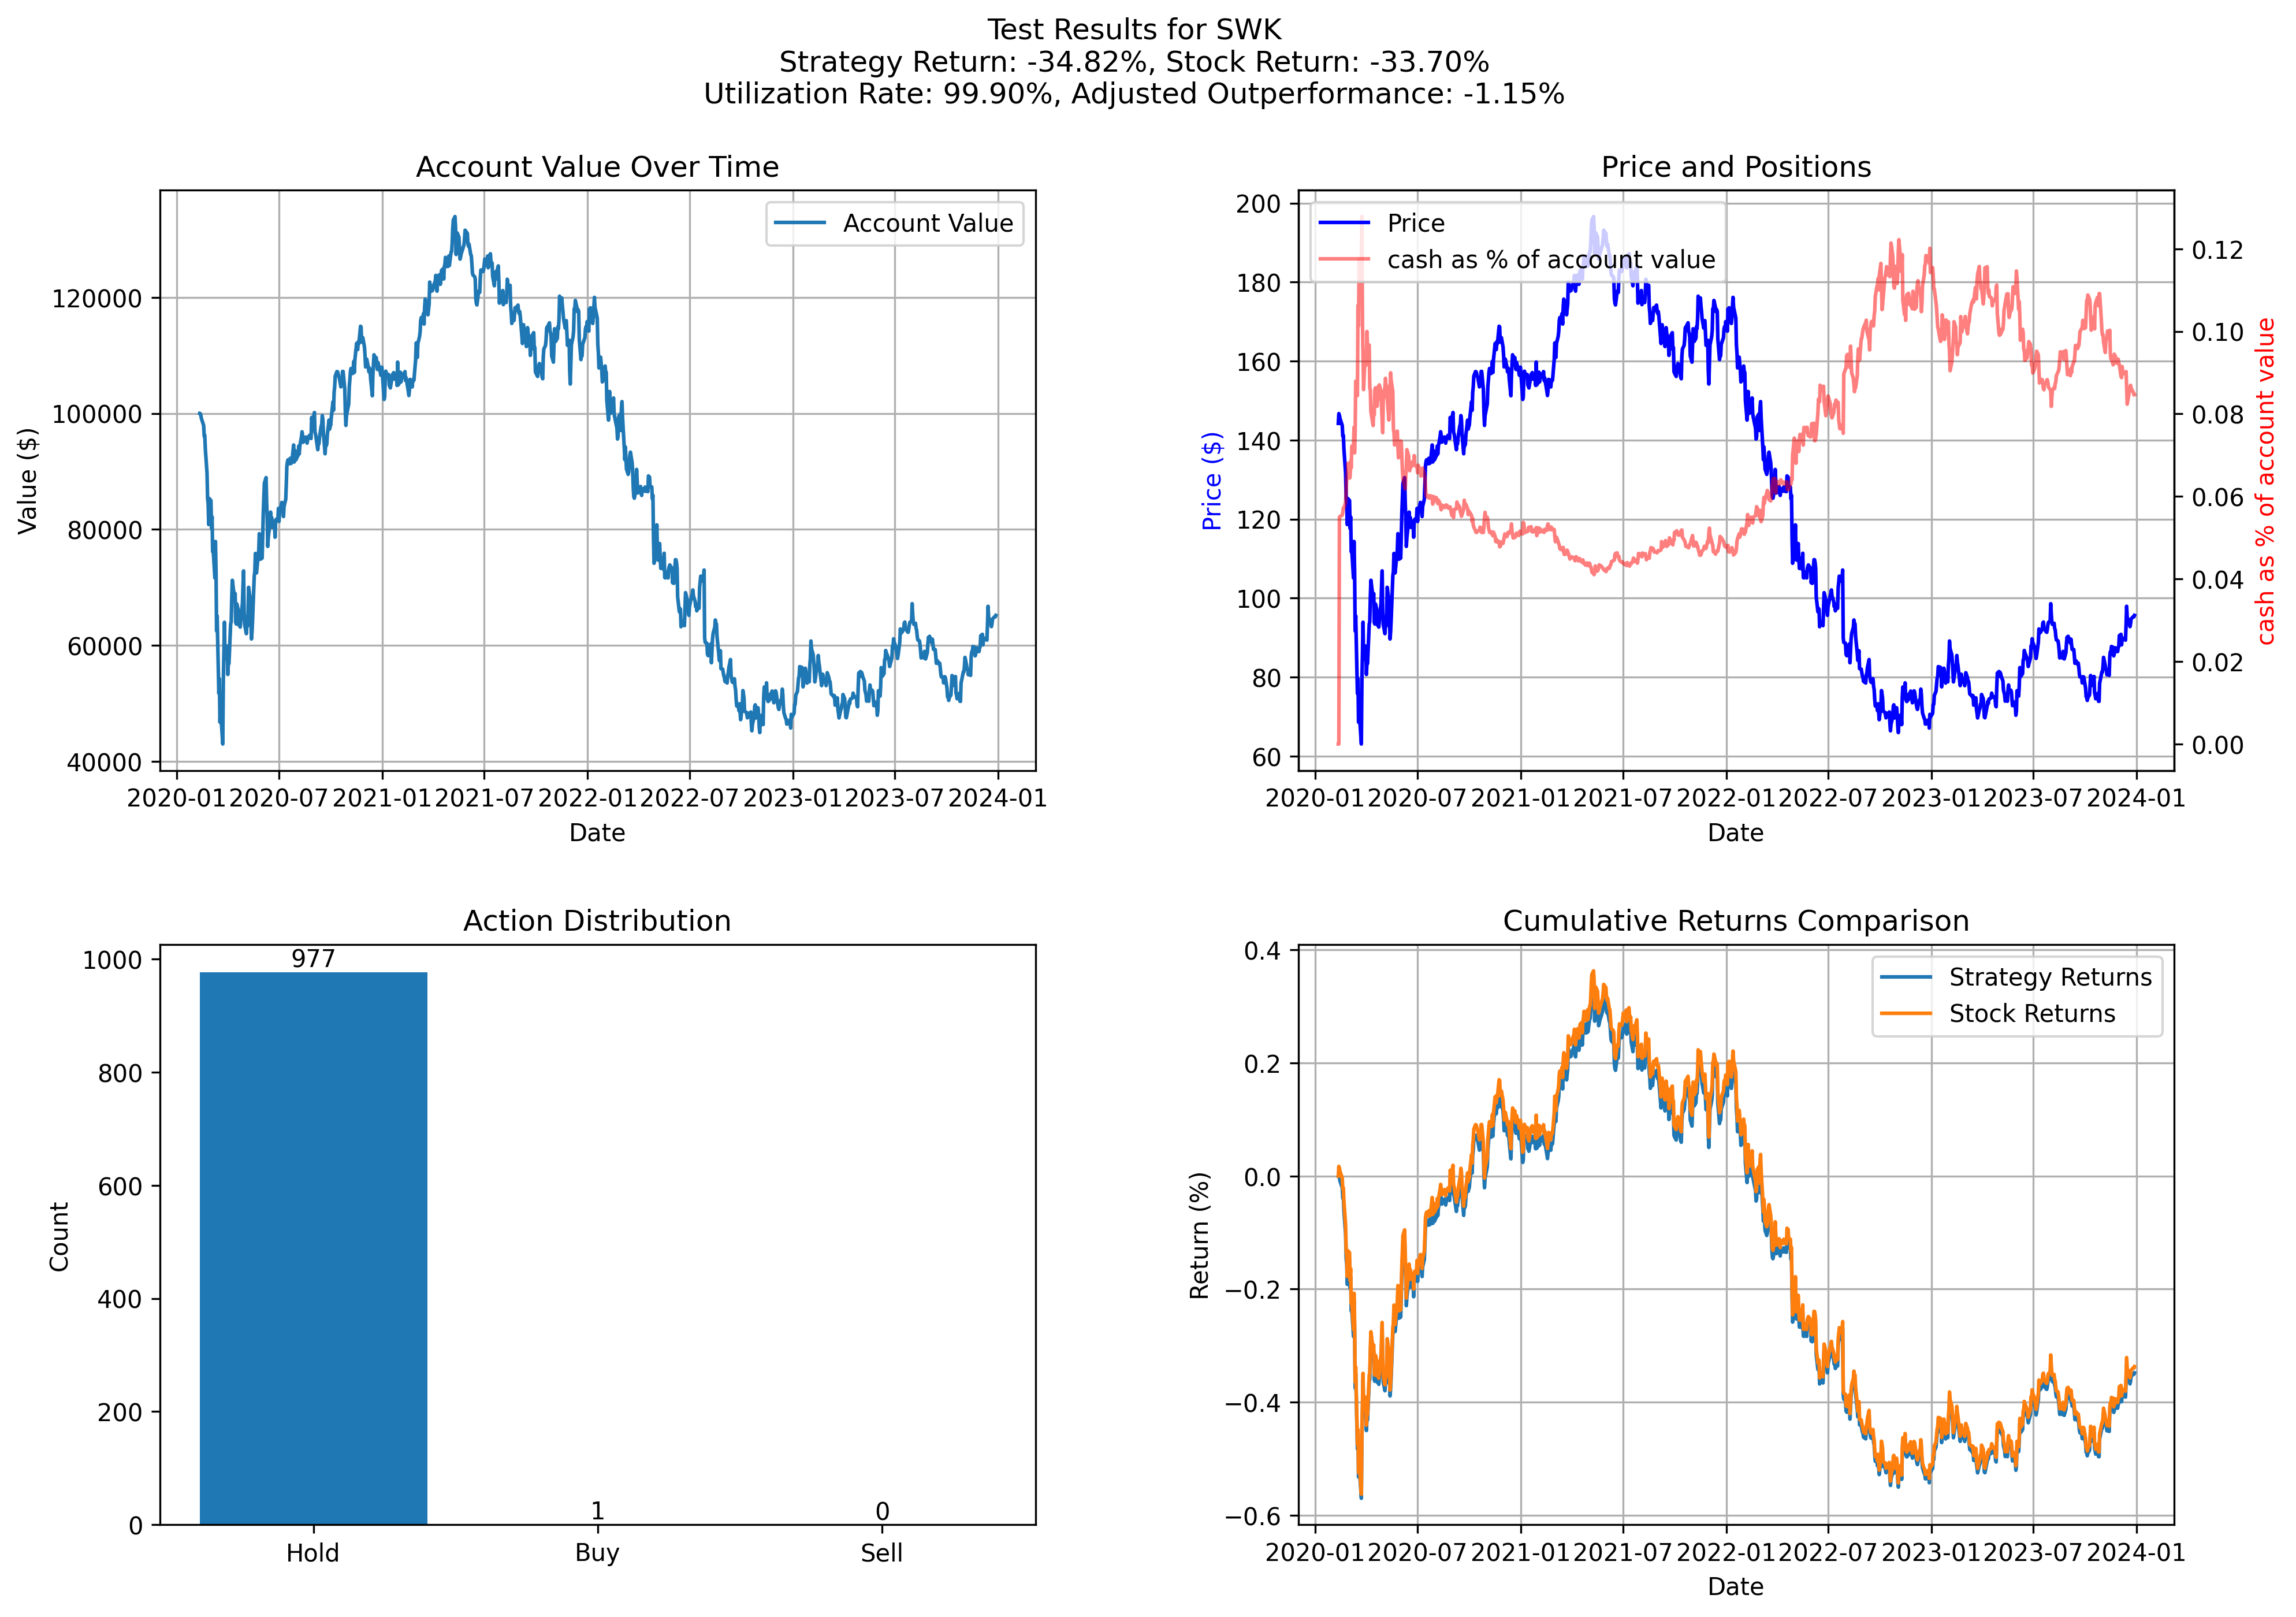 Test Results for SWK
Strategy Return: -34.82%, Stock Return: -33.70%
Utilization Rate: 99.90%, Adjusted Outperformance: -1.15%
Account Value Over Time
Account Value
Value ($)
120000
100000
80000
60000
40000
2020-01 2020-07 2021-01 2021-07 2022-01 2022-07 2023-01 2023-07 2024-01
Date
Price and Positions
Price
cash as % of account value
Price ($)
200
180
160
140
120
100
80
60
0.12
0.10
0.08
0.06
0.04
0.02
0.00
cash as % of account value
2020-01 2020-07 2021-01 2021-07 2022-01 2022-07 2023-01 2023-07 2024-01
Date
Action Distribution
Count
1000
800
600
400
200
0
977
1
0
Hold Buy Sell
Cumulative Returns Comparison
Strategy Returns
Stock Returns
Return (%)
0.4
0.2
0.0
−0.2
−0.4
−0.6
2020-01 2020-07 2021-01 2021-07 2022-01 2022-07 2023-01 2023-07 2024-01
Date